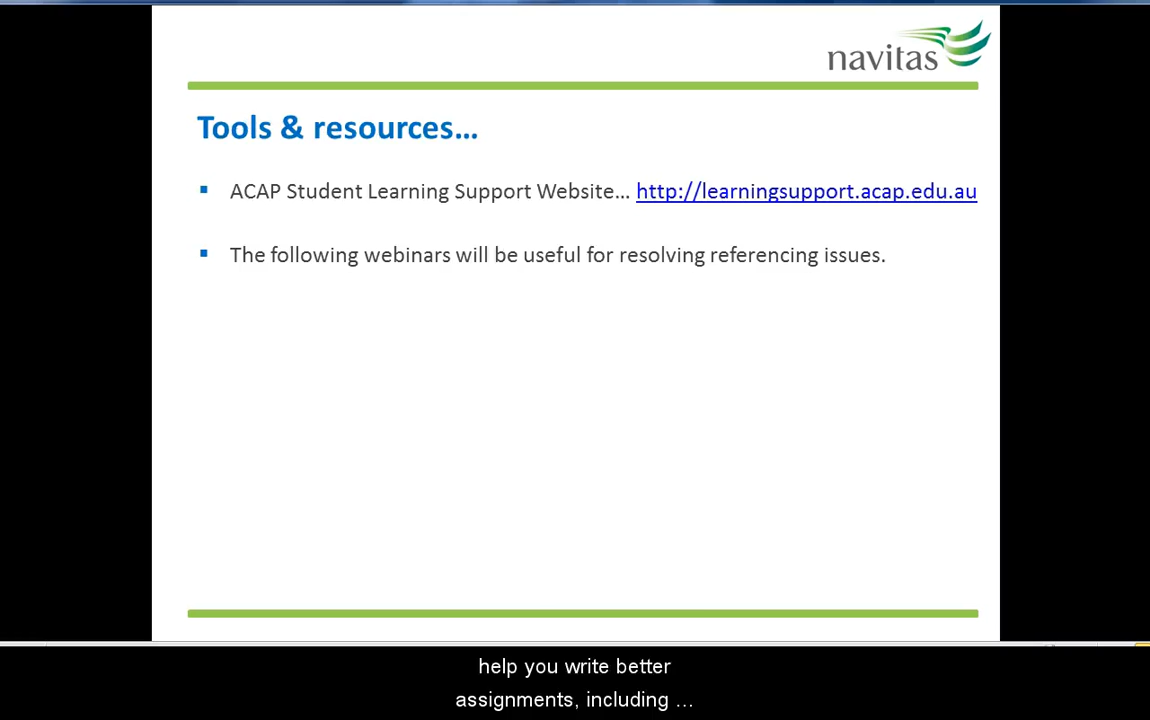 navitas
Tools & resources...
▪ ACAP Student Learning Support Website... http://learningsupport.acap.edu.au
▪ The following webinars will be useful for resolving referencing issues.
help you write better
assignments, including ...